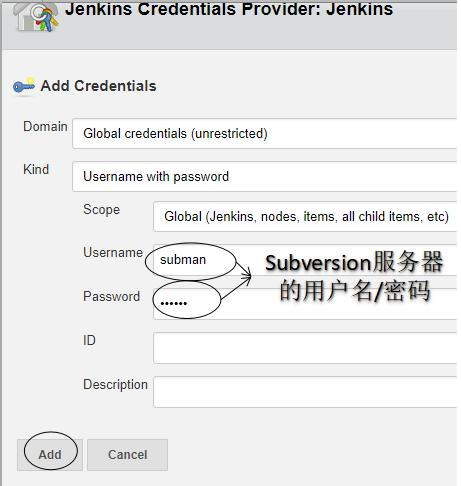 Jenkins Credentials Provider: Jenkins
Add Credentials
Domain
Global credentials (unrestricted)
Kind
Username with password
Scope
Global (Jenkins, nodes, items, all child items, etc)
Username
subman
Subversion服务器
的用户名/密码
Password
••••••
ID
Description
Add
Cancel